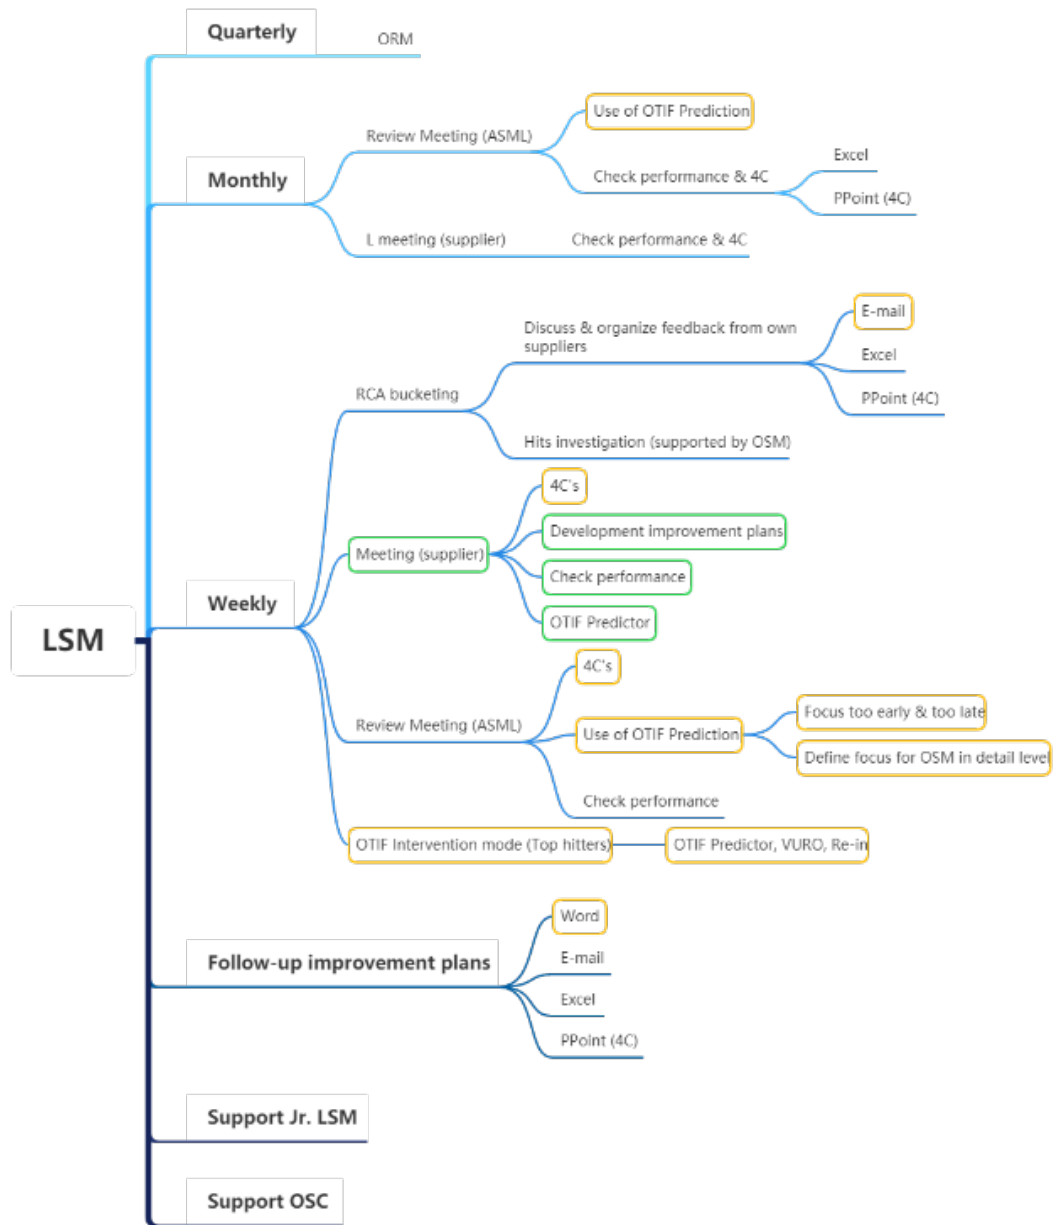 Quarterly
ORM
Monthly
Review Meeting (ASML)
Use of OTIF Prediction
Check performance & 4C
Excel
PPoint (4C)
L meeting (supplier)
Check performance & 4C
LSM
Weekly
RCA bucketing
Discuss & organize feedback from own
suppliers
E-mail
Excel
PPoint (4C)
Hits investigation (supported by OSM)
Meeting (supplier)
4C's
Development improvement plans
Check performance
OTIF Predictor
Review Meeting (ASML)
4C's
Use of OTIF Prediction
Focus too early & too late
Define focus for OSM in detail level
Check performance
OTIF Intervention mode (Top hitters)
OTIF Predictor, VURO, Re-in
Follow-up improvement plans
Word
E-mail
Excel
PPoint (4C)
Support Jr. LSM
Support OSC